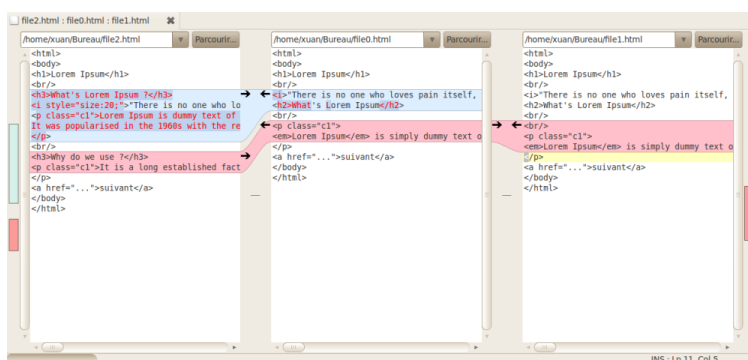 file2.html : file0.html : file1.html
/home/xuan/Bureau/file2.html Parcourir...
<html>
<body>
<h1>Lorem Ipsum</h1>
<br/>
<h3>What's Lorem Ipsum ?</h3>
<i style="size:20;">"There is no one who lo
<p class="c1">Lorem Ipsum is dummy text of
It was popularised in the 1960s with the re
</p>
<br/>
<h3>Why do we use ?</h3>
<p class="c1">It is a long established fact
</p>
<a href="...">suivant</a>
</body>
</html>
/home/xuan/Bureau/file0.html Parcourir...
<html>
<body>
<h1>Lorem Ipsum</h1>
<br/>
<i>"There is no one who loves pain itself,
<h2>What's Lorem Ipsum</h2>
<br/>
<p class="c1">
<em>Lorem Ipsum</em> is simply dummy text o
</p>
<a href="...">suivant</a>
</body>
</html>
/home/xuan/Bureau/file1.html Parcourir...
<html>
<body>
<h1>Lorem Ipsum</h1>
<br/>
<i>"There is no one who loves pain itself,
<h2>What's Lorem Ipsum</h2>
<br/>
<br/>
<p class="c1">
<em>Lorem Ipsum</em> is simply dummy text o
</p>
<a href="...">suivant</a>
</body>
</html>
INS : Ln 11, Col 5